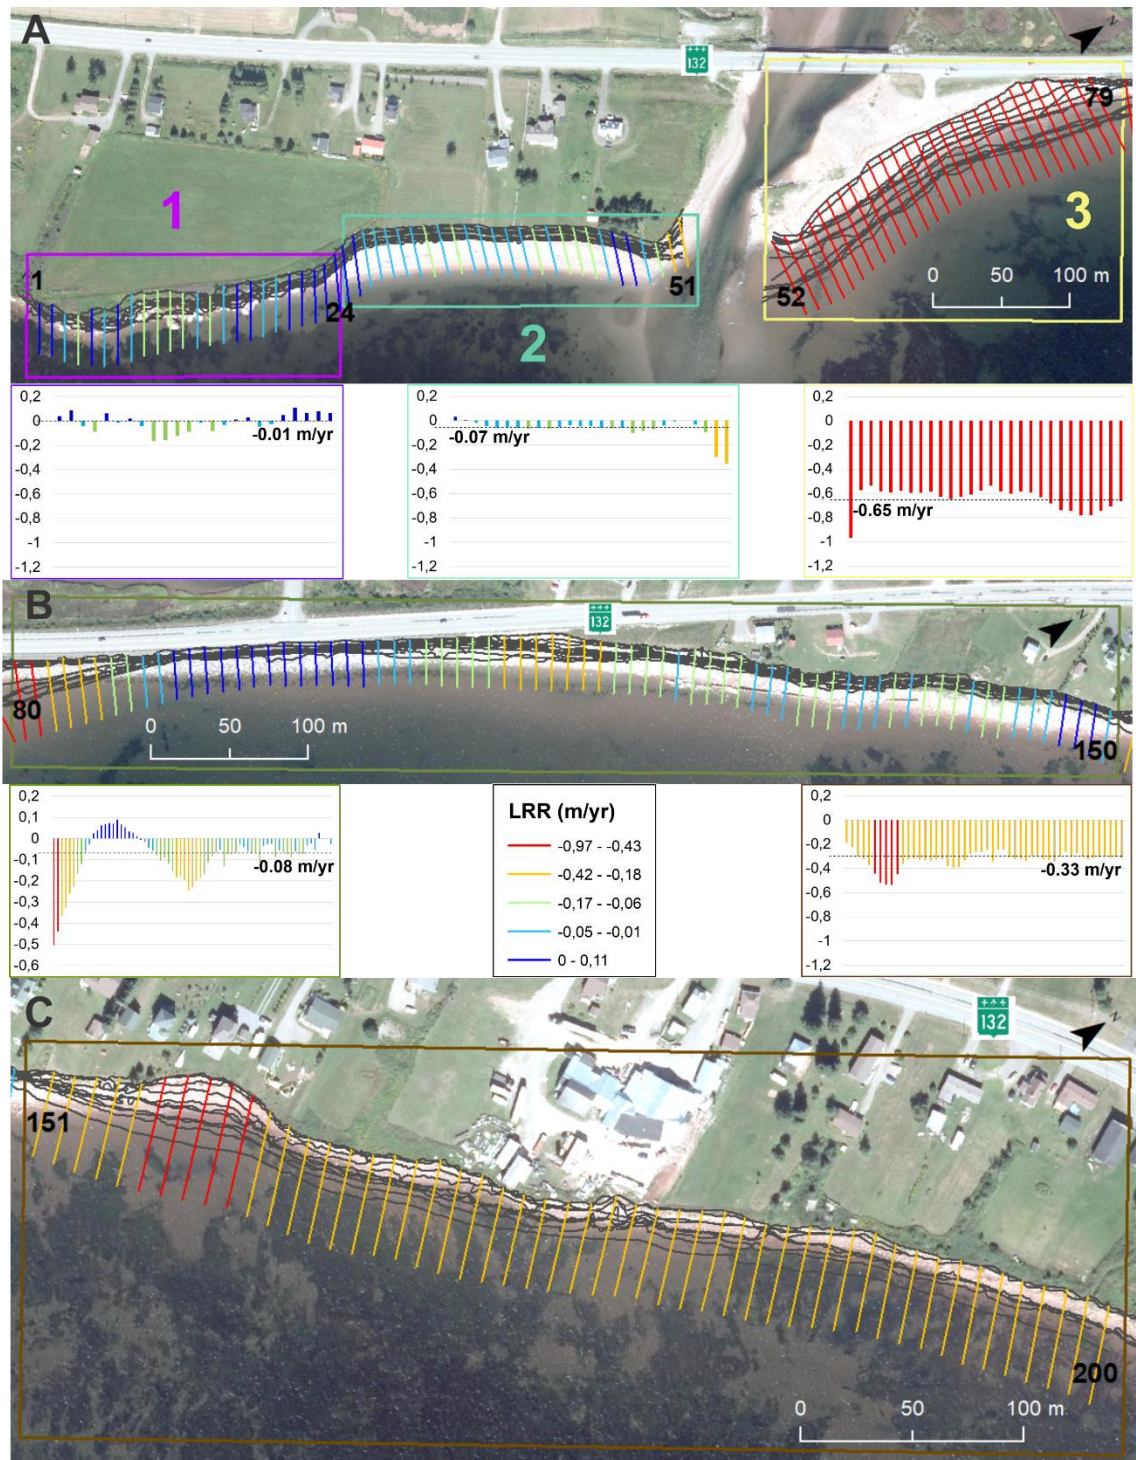 A
132
N
1
1
24
2
51
52
79
3
0 50 100 m
0,2
0
-0,2
-0,4
-0,6
-0,8
-1
-1,2
-0.01 m/yr
0,2
0
-0,2
-0,4
-0,6
-0,8
-1
-1,2
-0.07 m/yr
0,2
0
-0,2
-0,4
-0,6
-0,8
-1
-1,2
-0.65 m/yr
B
132
N
80
0 50 100 m
150
0,2
0,1
0
-0,1
-0,2
-0,3
-0,4
-0,5
-0,6
-0.08 m/yr
LRR (m/yr)
-0,97 - -0,43
-0,42 - -0,18
-0,17 - -0,06
-0,05 - -0,01
0 - 0,11
0,2
0
-0,2
-0,4
-0,6
-0,8
-1
-1,2
-0.33 m/yr
C
132
N
151
200
0 50 100 m